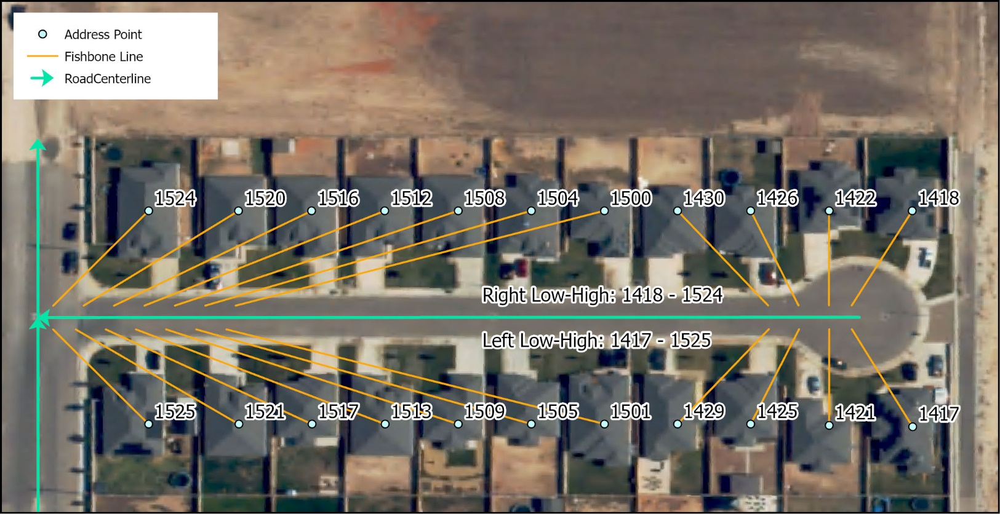 Address Point
Fishbone Line
RoadCenterline
1524 1520 1516 1512 1508 1504 1500 1430 1426 1422 1418
Right Low-High: 1418 - 1524
Left Low-High: 1417 - 1525
1525 1521 1517 1513 1509 1505 1501 1429 1425 1421 1417